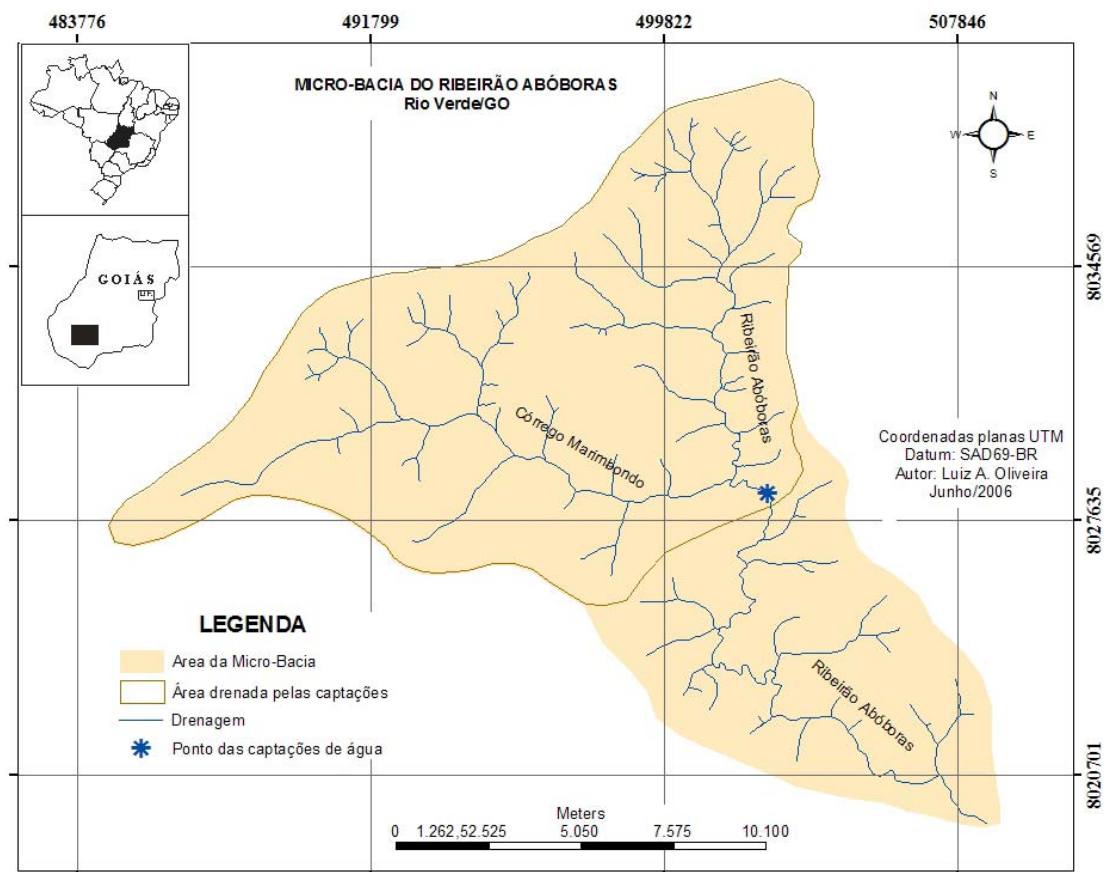 483776
491799
499822
507846
MICRO-BACIA DO RIBEIRÃO ABÓBORAS
Rio Verde/GO
N
W
E
S
8034569
GOIÁS
DF
Ribeirão Abóboras
Córrego Marimbondo
Coordenadas planas UTM
Datum: SAD69-BR
Autor: Luiz A. Oliveira
Junho/2006
8027635
LEGENDA
Area da Micro-Bacia
Área drenada pelas captações
Drenagem
Ponto das captações de água
Ribeirão Abóboras
8020701
Meters
0 1.262,52.525 5.050 7.575 10.100